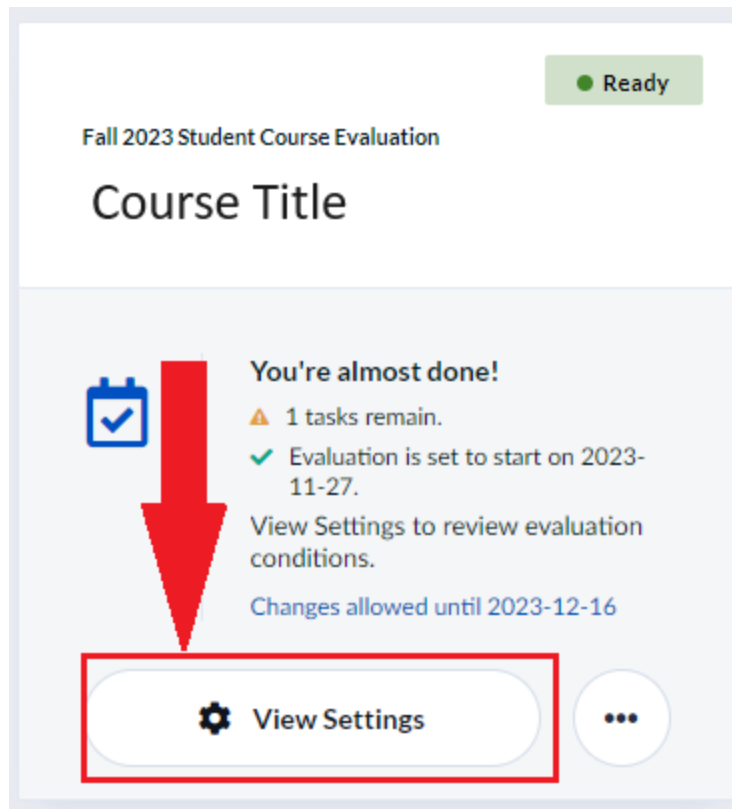 Ready
Fall 2023 Student Course Evaluation
Course Title
You're almost done!
1 tasks remain.
Evaluation is set to start on 2023-
11-27.
View Settings to review evaluation
conditions.
Changes allowed until 2023-12-16
View Settings